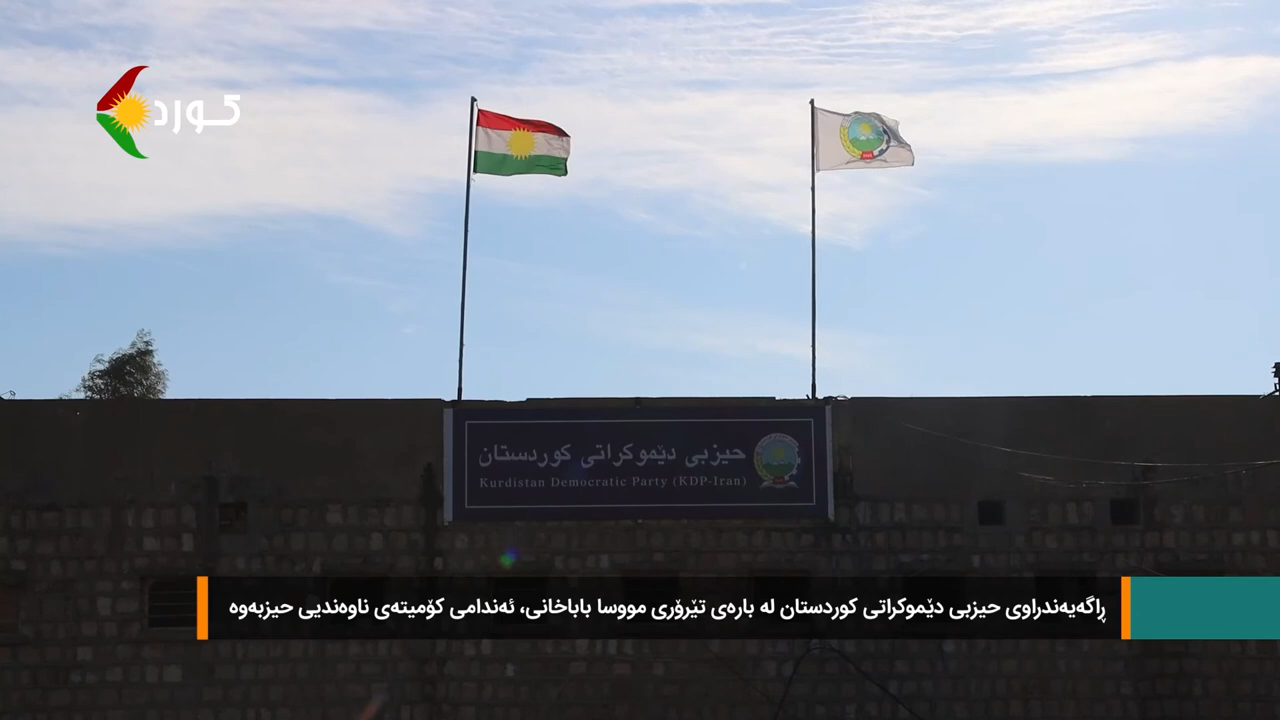 کورد
حیزبی دێموکراتی کوردستان
Kurdistan Democratic Party (KDP-Iran)
ڕاگەیەندراوی حیزبی دێموکراتی کوردستان لە بارەی تێرۆری مووسا باباخانی، ئەندامی کۆمیتەی ناوەندیی حیزبەوە